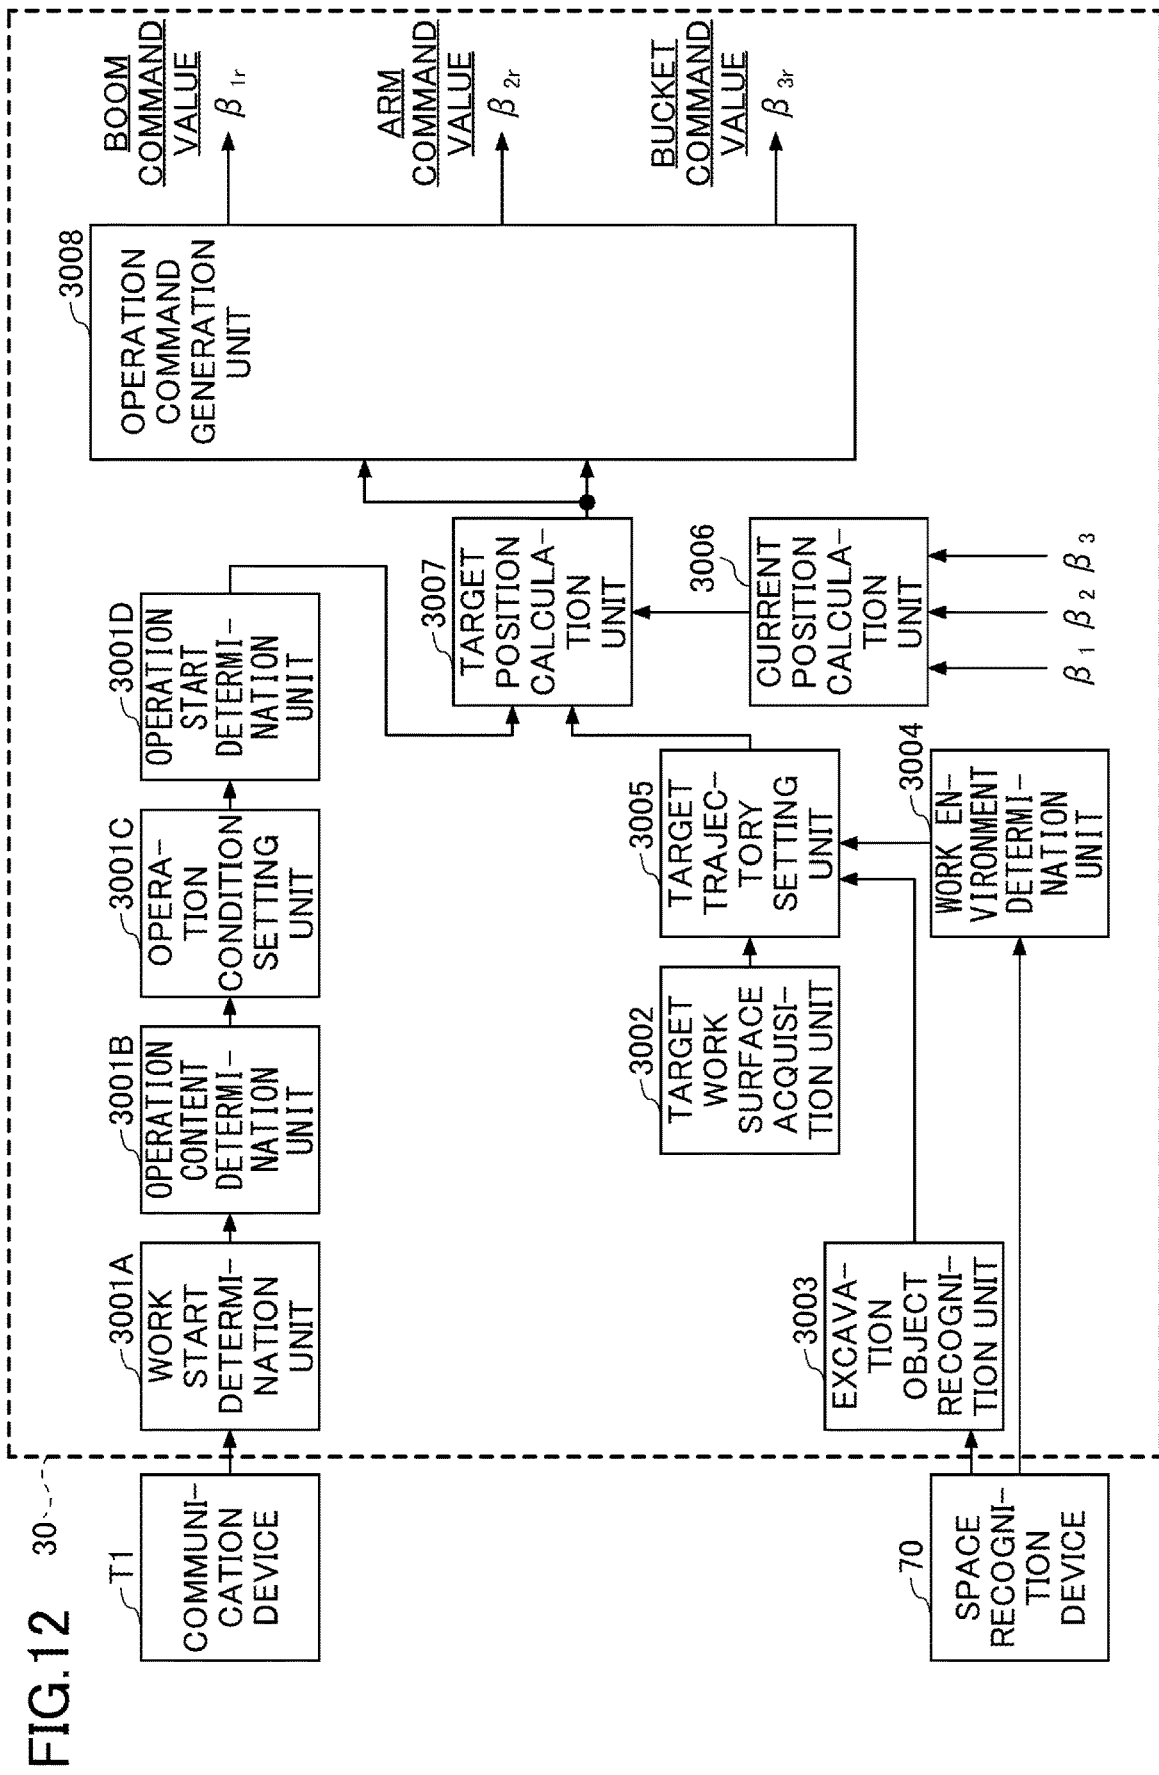 FIG.12
30
T1
COMMUNI-
CATION
DEVICE
3001A
WORK
START
DETERMI-
NATION
UNIT
3001B
OPERATION
CONTENT
DETERMI-
NATION
UNIT
3001C
OPERA-
TION
CONDITION
SETTING
UNIT
3001D
OPERATION
START
DETERMI-
NATION
UNIT
3008
OPERATION
COMMAND
GENERATION
UNIT
BOOM
COMMAND
VALUE
β1r
ARM
COMMAND
VALUE
β2r
BUCKET
COMMAND
VALUE
β3r
3007
TARGET
POSITION
CALCULA-
TION
UNIT
3006
CURRENT
POSITION
CALCULA-
TION
UNIT
β1 β2 β3
3002
TARGET
WORK
SURFACE
ACQUISI-
TION UNIT
3005
TARGET
TRAJEC-
TORY
SETTING
UNIT
3004
WORK EN-
VIRONMENT
DETERMI-
NATION
UNIT
3003
EXCAVA-
TION
OBJECT
RECOGNI-
TION UNIT
70
SPACE
RECOGNI-
TION
DEVICE